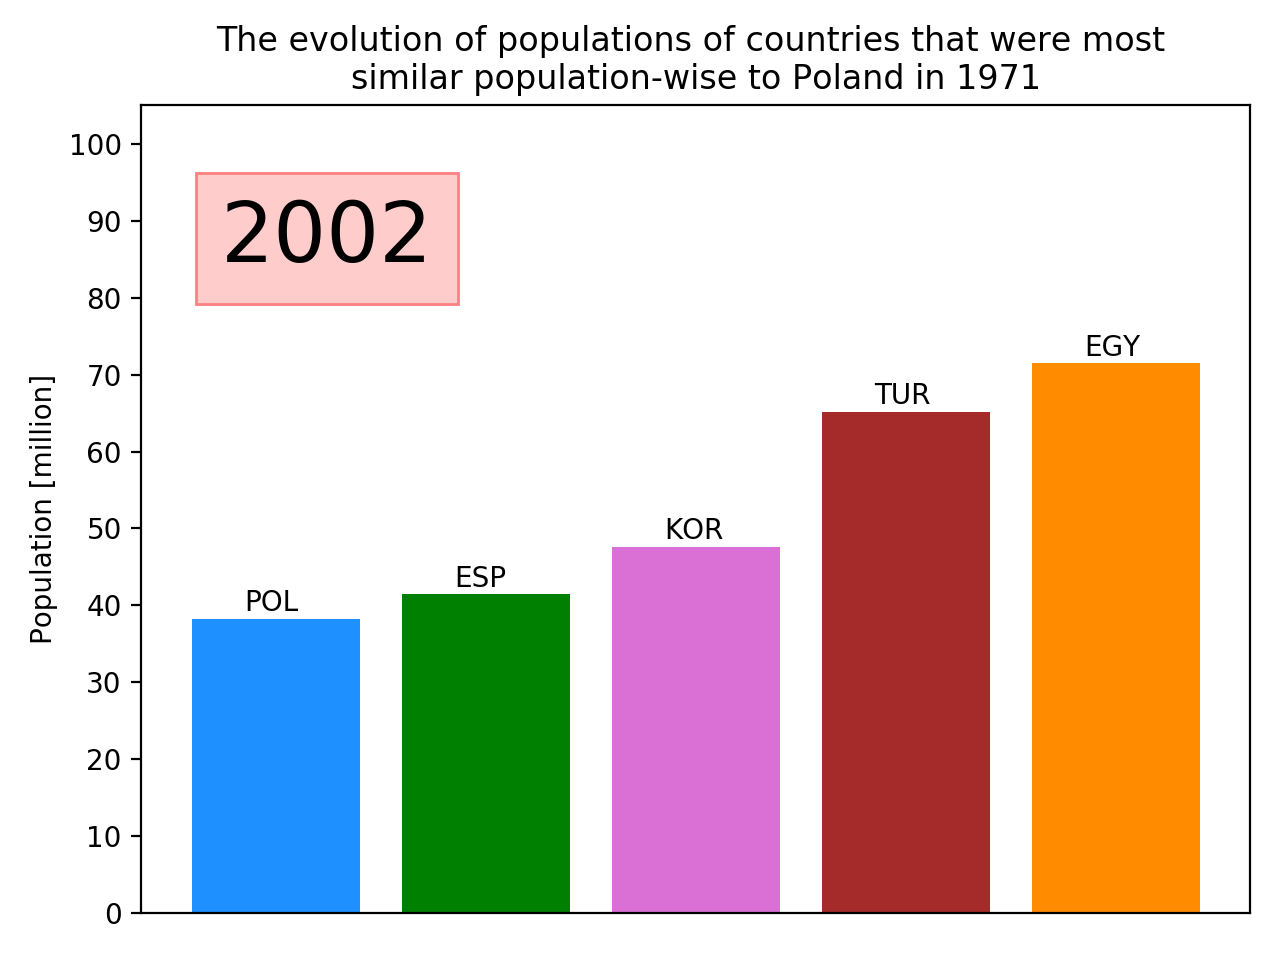 The evolution of populations of countries that were most
similar population-wise to Poland in 1971
100
90
80
70
60
50
40
30
20
10
0
Population [million]
2002
POL
ESP
KOR
TUR
EGY